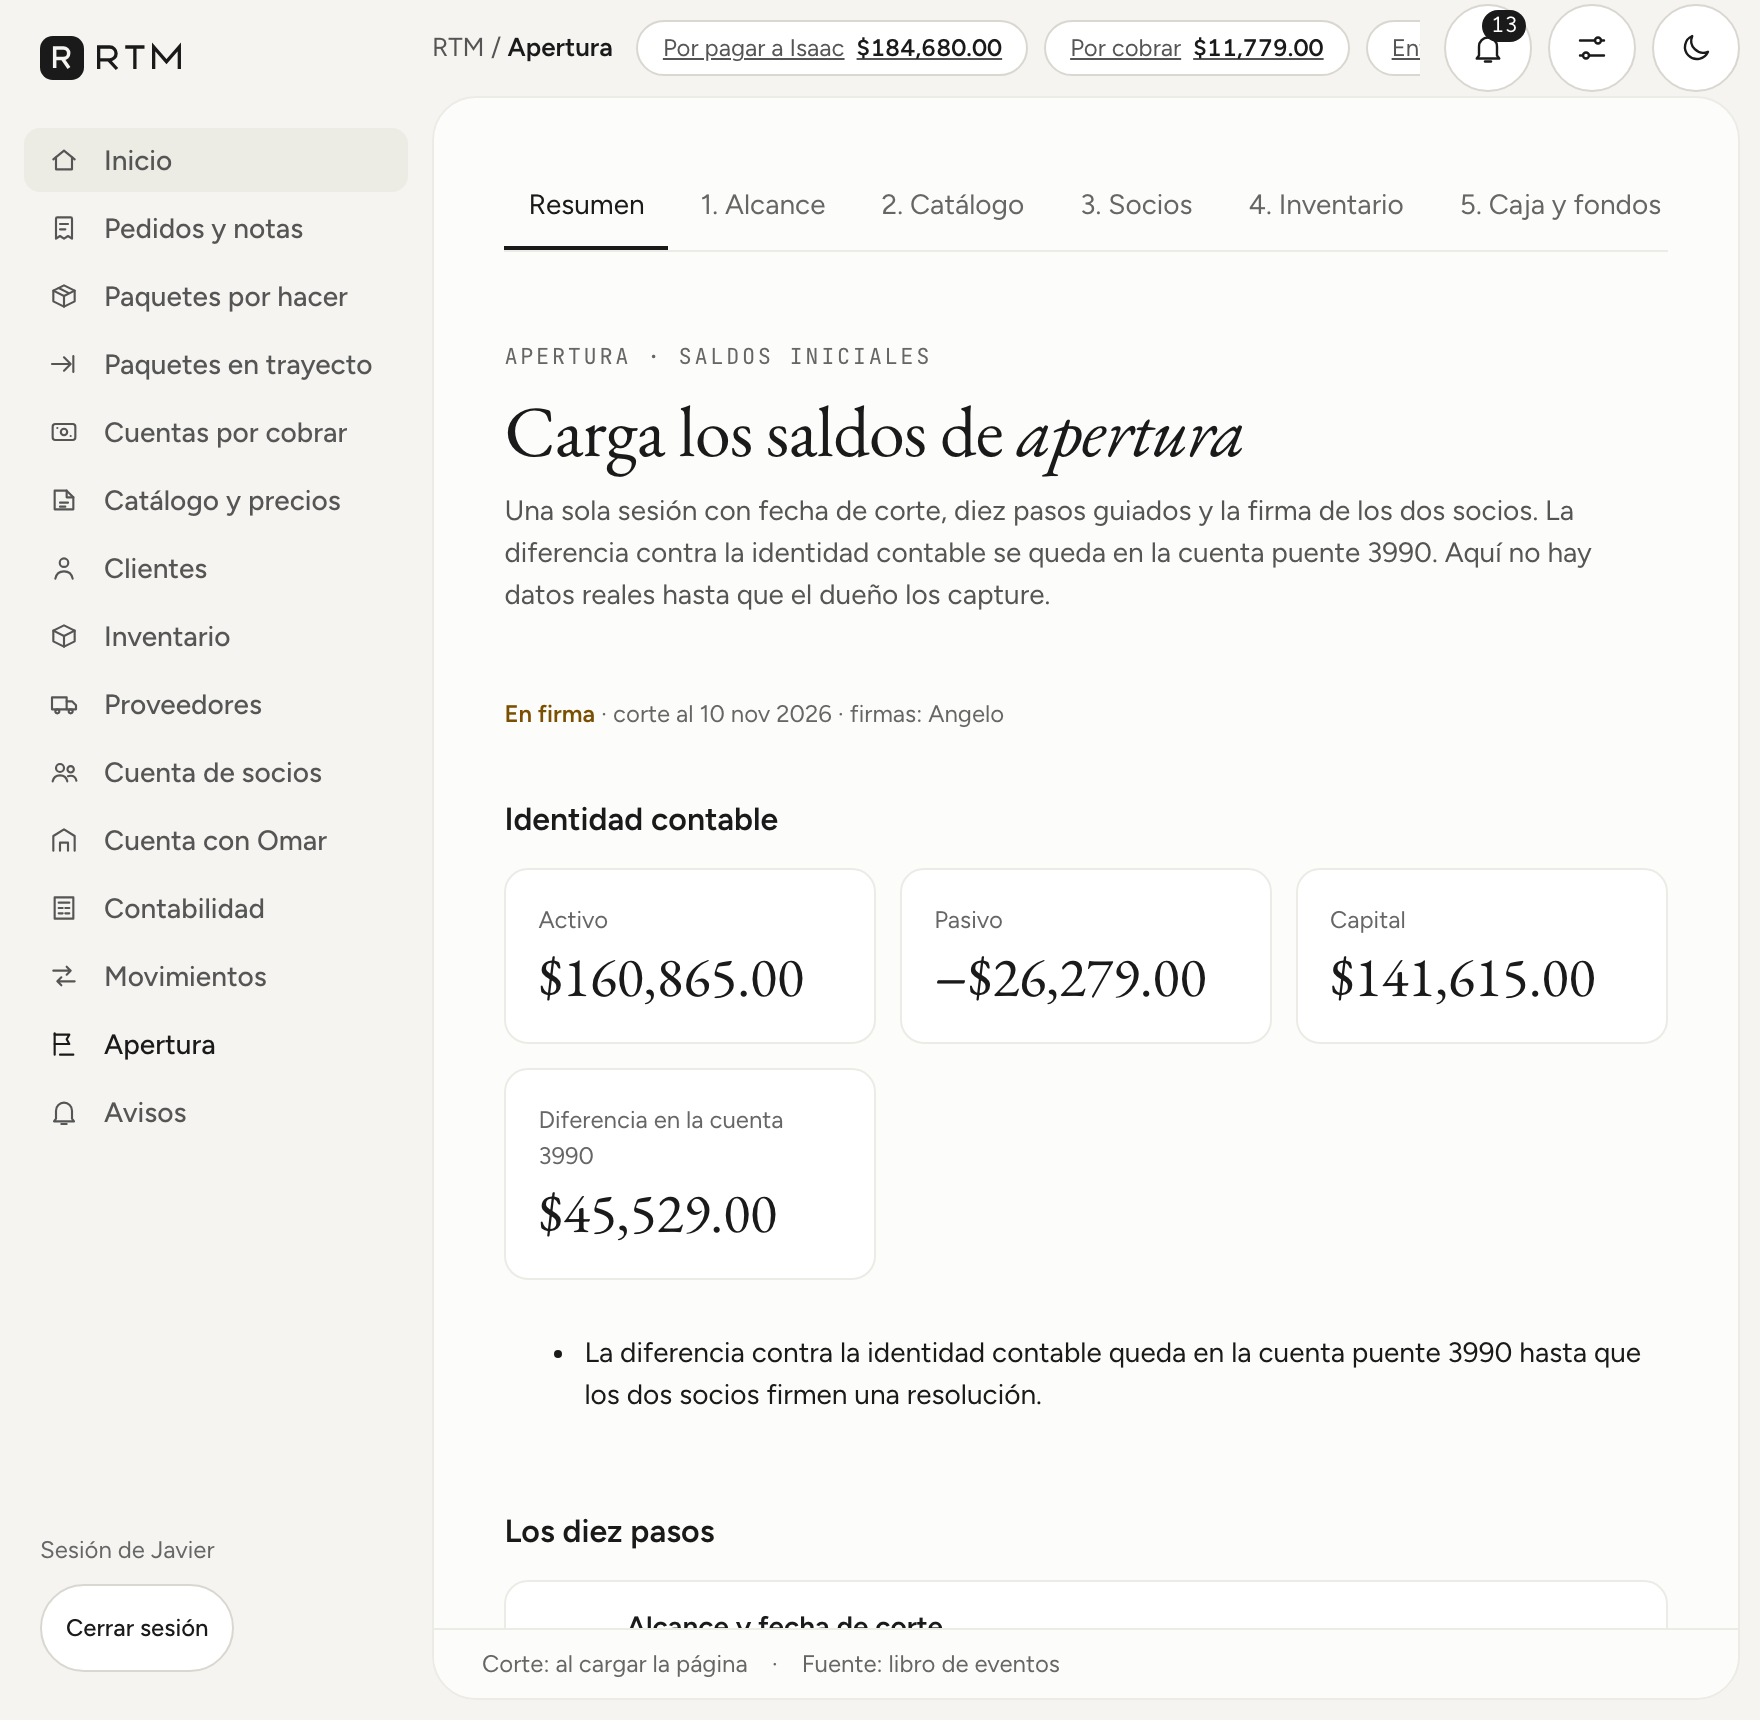 R RTM
RTM / Apertura
Por pagar a Isaac $184,680.00
Por cobrar $11,779.00
En
13
Inicio
Pedidos y notas
Paquetes por hacer
Paquetes en trayecto
Cuentas por cobrar
Catálogo y precios
Clientes
Inventario
Proveedores
Cuenta de socios
Cuenta con Omar
Contabilidad
Movimientos
Apertura
Avisos
Sesión de Javier
Cerrar sesión
Resumen
1. Alcance
2. Catálogo
3. Socios
4. Inventario
5. Caja y fondos
APERTURA · SALDOS INICIALES
Carga los saldos de apertura
Una sola sesión con fecha de corte, diez pasos guiados y la firma de los dos socios. La
diferencia contra la identidad contable se queda en la cuenta puente 3990. Aquí no hay
datos reales hasta que el dueño los capture.
En firma · corte al 10 nov 2026 · firmas: Angelo
Identidad contable
Activo
$160,865.00
Pasivo
−$26,279.00
Capital
$141,615.00
Diferencia en la cuenta
3990
$45,529.00
• La diferencia contra la identidad contable queda en la cuenta puente 3990 hasta que
los dos socios firmen una resolución.
Los diez pasos
Alcance y fecha de corte
Corte: al cargar la página · Fuente: libro de eventos